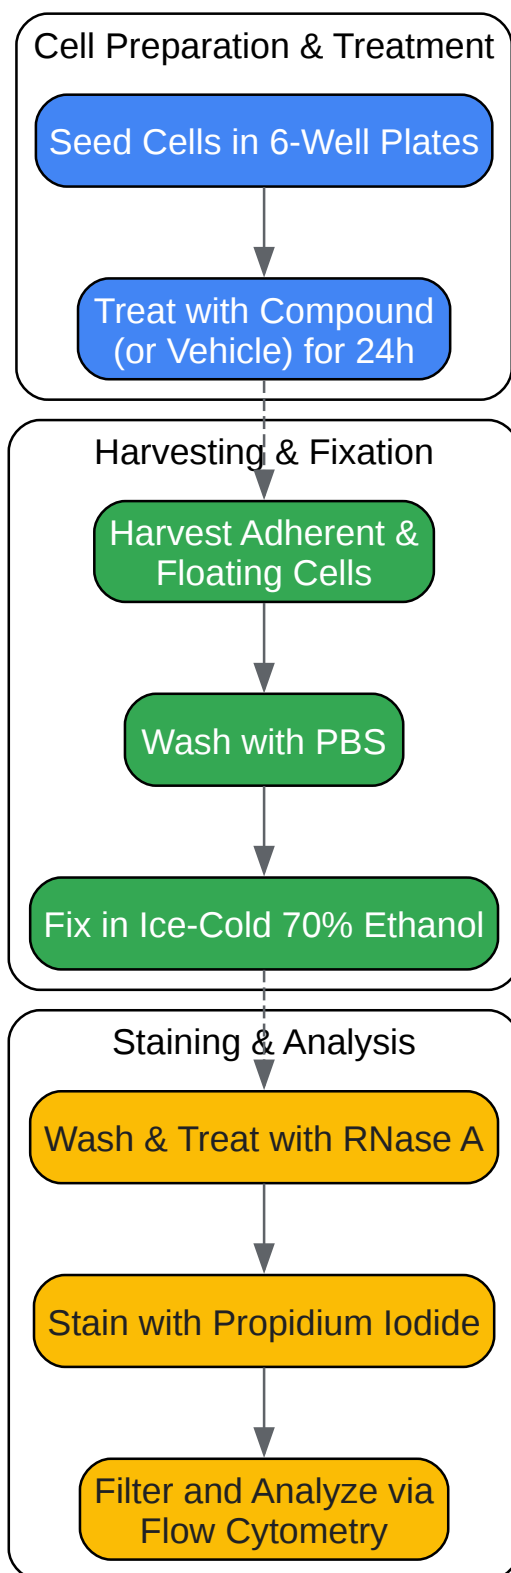 Cell Preparation & Treatment
Seed Cells in 6-Well Plates
Treat with Compound
(or Vehicle) for 24h
Harvesting & Fixation
Harvest Adherent &
Floating Cells
Wash with PBS
Fix in Ice-Cold 70% Ethanol
Staining & Analysis
Wash & Treat with RNase A
Stain with Propidium Iodide
Filter and Analyze via
Flow Cytometry